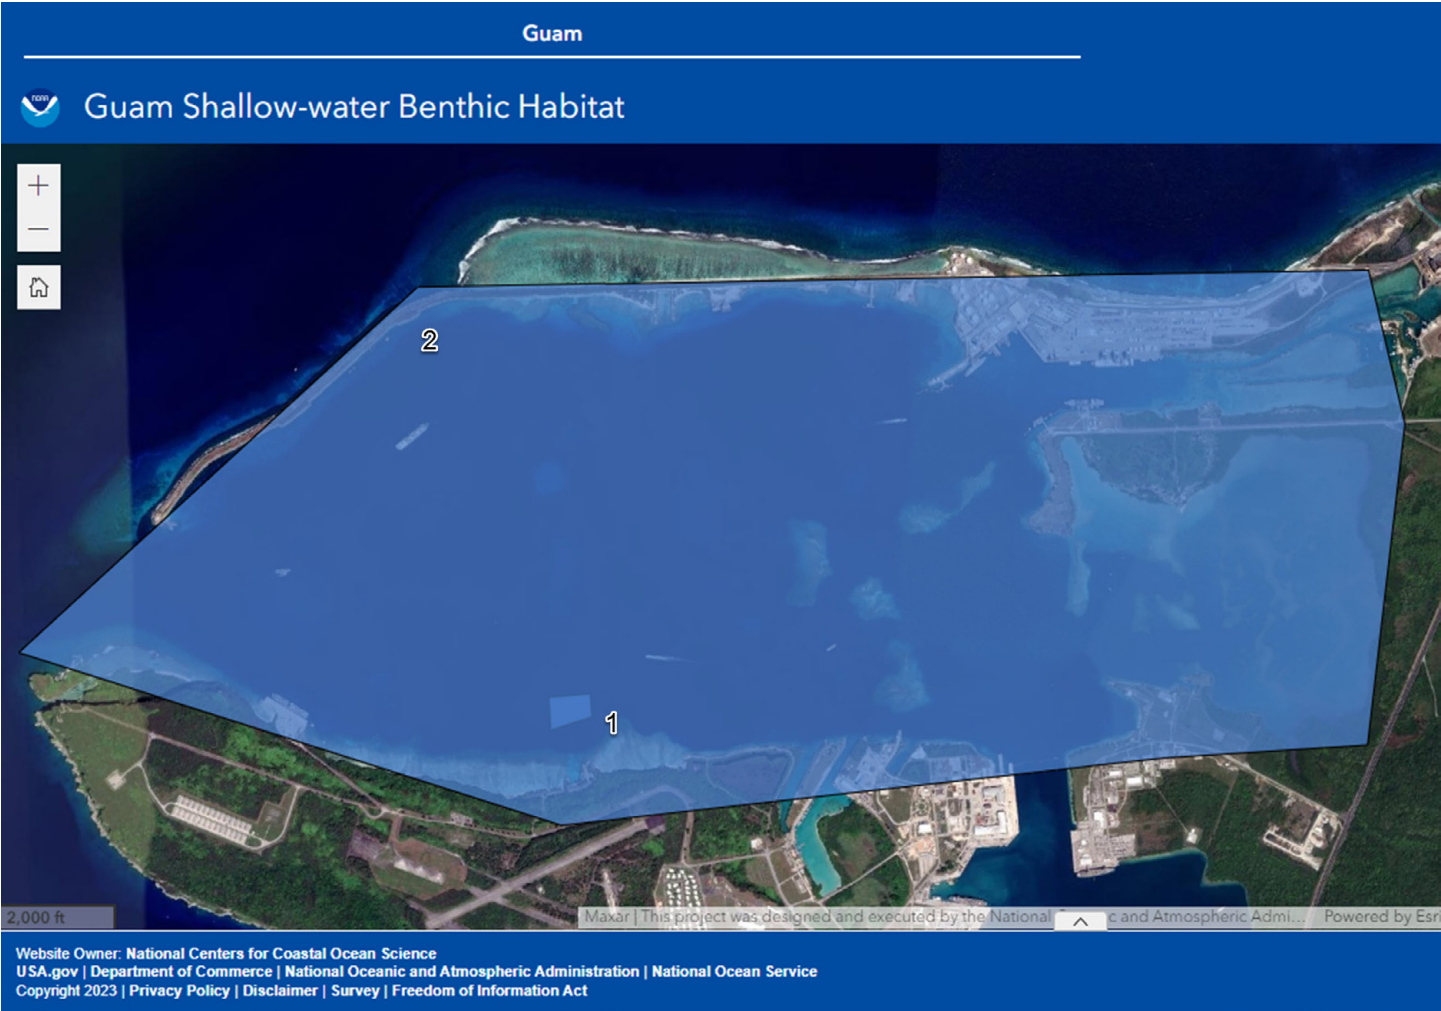 Guam
NOAA
Guam Shallow-water Benthic Habitat
+
−
2
1
2,000 ft
Maxar | This project was designed and executed by the National c and Atmospheric Admi... Powered by Esri
Website Owner: National Centers for Coastal Ocean Science
USA.gov | Department of Commerce | National Oceanic and Atmospheric Administration | National Ocean Service
Copyright 2023 | Privacy Policy | Disclaimer | Survey | Freedom of Information Act